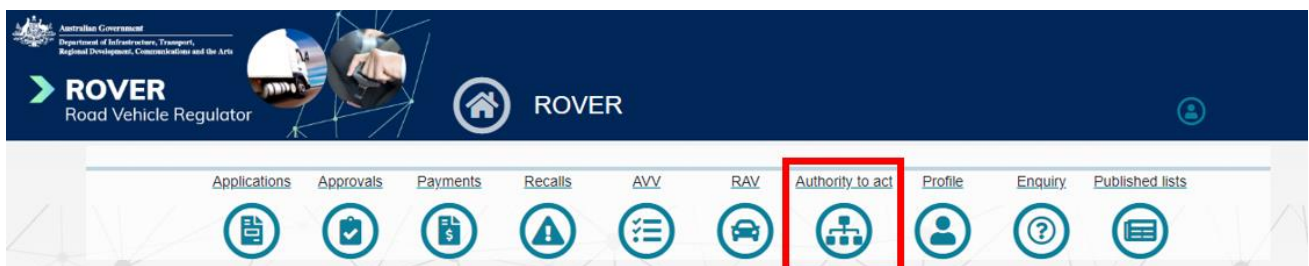 Australian Government
Department of Infrastructure, Transport,
Regional Development, Communications and the Arts
ROVER
Road Vehicle Regulator
ROVER
Applications Approvals Payments Recalls AVV RAV Authority to act Profile Enquiry Published lists